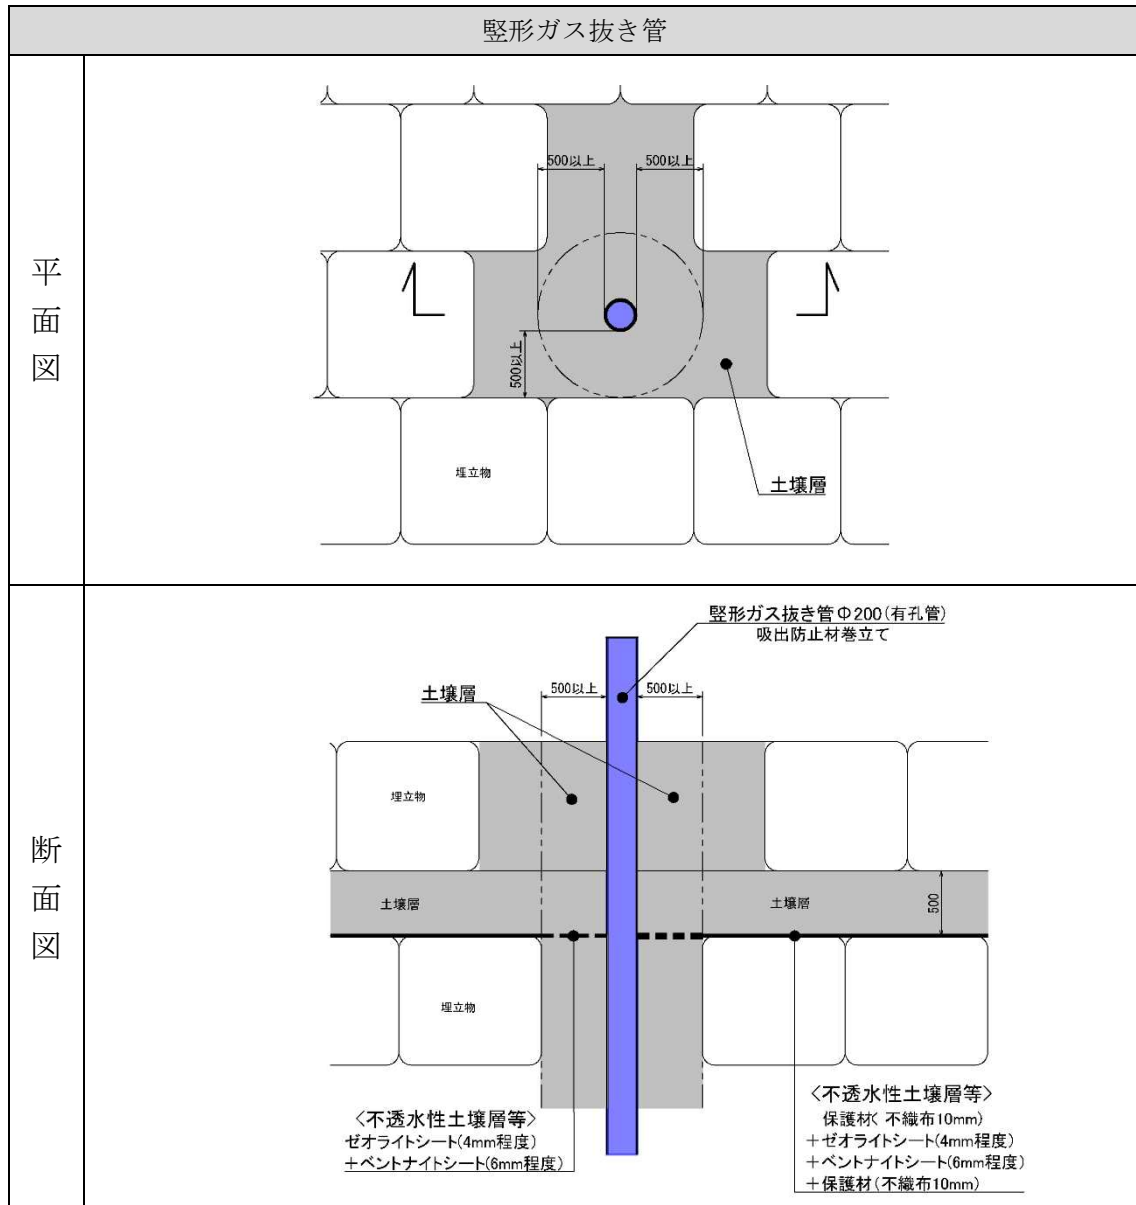 竪形ガス抜き管
平面図
500以上
500以上
500以上
埋立物
土壌層
断面図
竪形ガス抜き管Φ200(有孔管)
吸出防止材巻立て
土壌層
500以上
500以上
埋立物
土壌層
土壌層
500
埋立物
<不透水性土壌層等>
ゼオライトシート(4mm程度)
+ベントナイトシート(6mm程度)
<不透水性土壌層等>
保護材( 不織布10mm)
+ゼオライトシート(4mm程度)
+ベントナイトシート(6mm程度)
+保護材(不織布10mm)